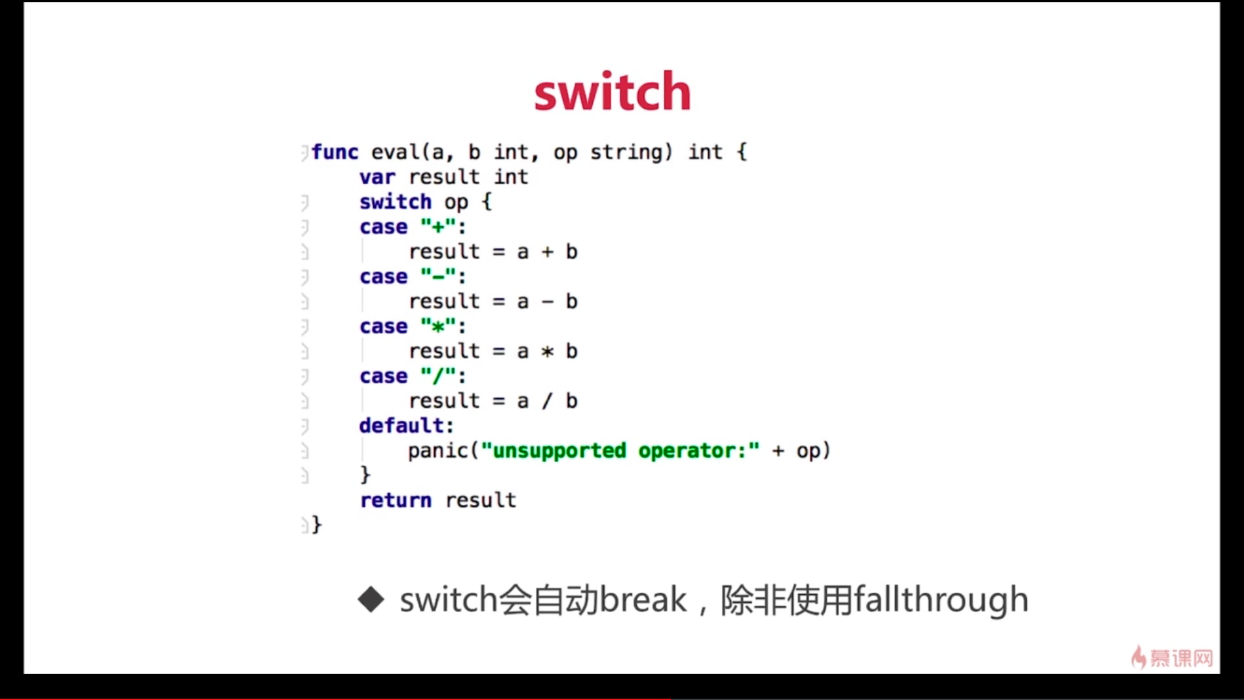 switch
func eval(a, b int, op string) int {
    var result int
    switch op {
    case "+":
        result = a + b
    case "-":
        result = a - b
    case "*":
        result = a * b
    case "/":
        result = a / b
    default:
        panic("unsupported operator:" + op)
    }
    return result
}
◆ switch会自动break，除非使用fallthrough
慕课网